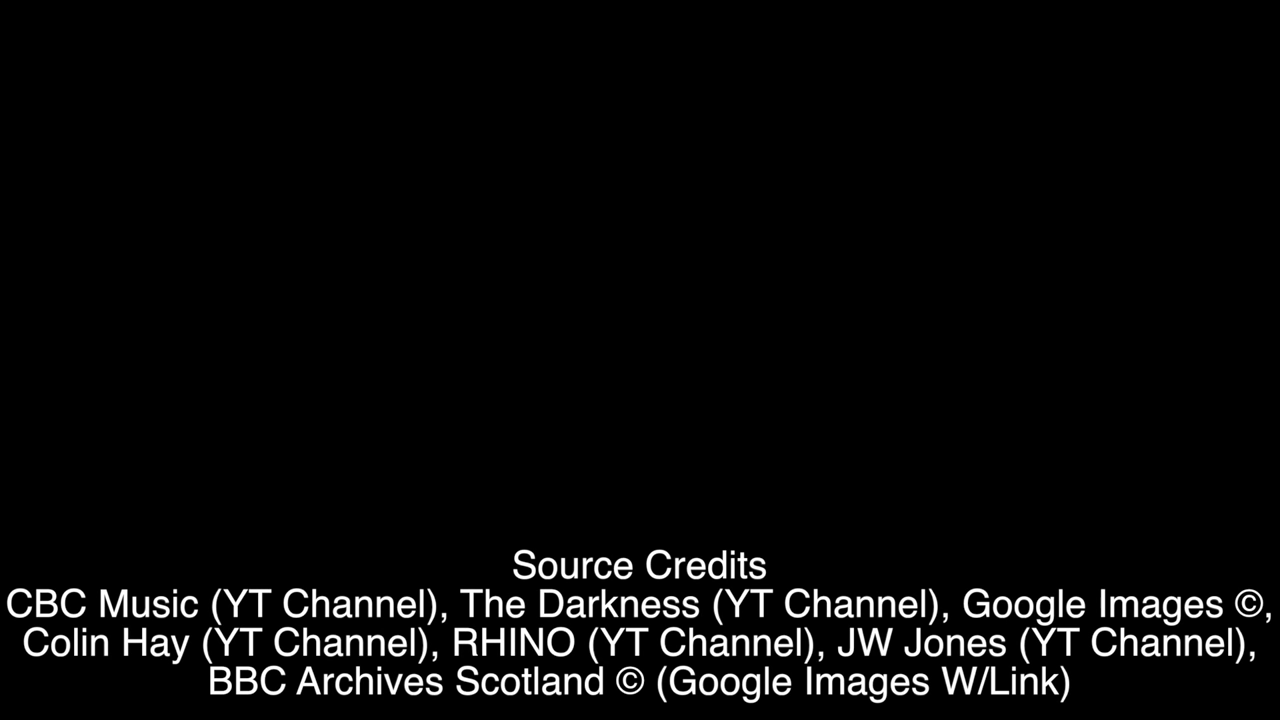 Source Credits
CBC Music (YT Channel), The Darkness (YT Channel), Google Images ©,
Colin Hay (YT Channel), RHINO (YT Channel), JW Jones (YT Channel),
BBC Archives Scotland © (Google Images W/Link)